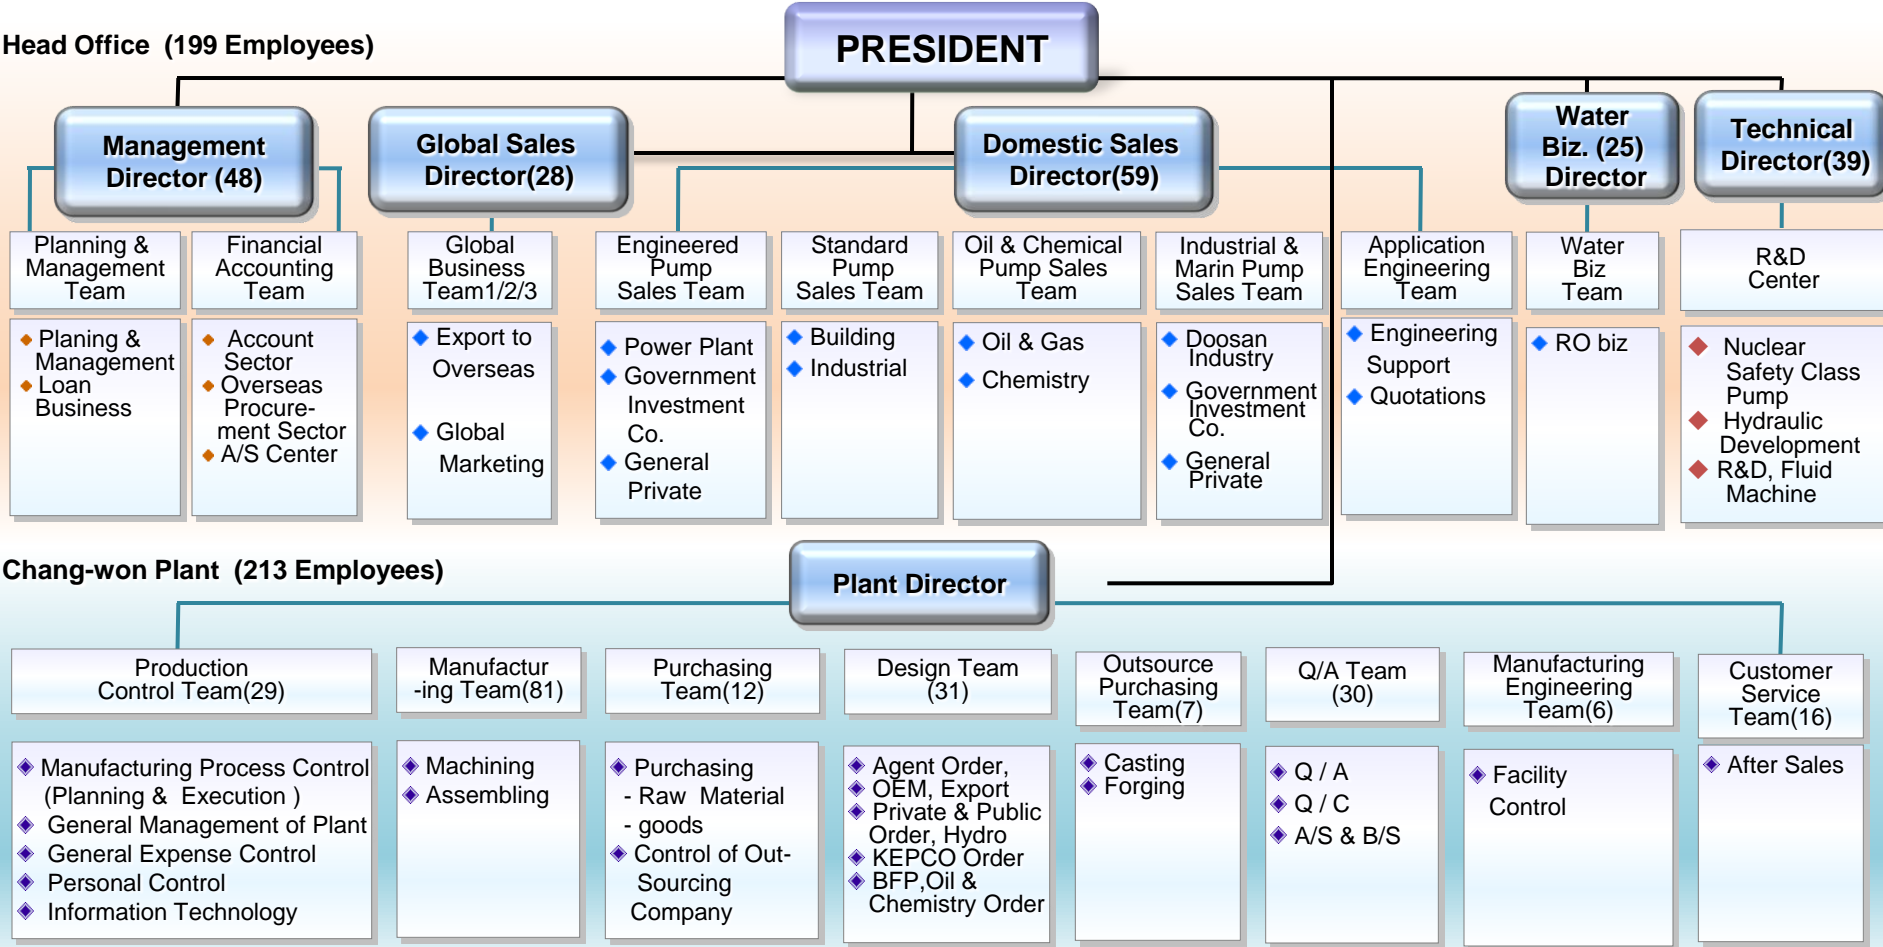 Head Office (199 Employees)
PRESIDENT
Management
Director (48)
Global Sales
Director(28)
Domestic Sales
Director(59)
Water
Biz. (25)
Director
Technical
Director(39)
Planning &
Management
Team
Financial
Accounting
Team
Global
Business
Team1/2/3
Engineered
Pump
Sales Team
Standard
Pump
Sales Team
Oil & Chemical
Pump Sales
Team
Industrial &
Marin Pump
Sales Team
Application
Engineering
Team
Water
Biz
Team
R&D
Center
Planing &
Management
Loan
Business
Account
Sector
Overseas
Procure-
ment Sector
A/S Center
Export to
Overseas
Global
Marketing
Power Plant
Government
Investment
Co.
General
Private
Building
Industrial
Oil & Gas
Chemistry
Doosan
Industry
Government
Investment
Co.
General
Private
Engineering
Support
Quotations
RO biz
Nuclear
Safety Class
Pump
Hydraulic
Development
R&D, Fluid
Machine
Chang-won Plant (213 Employees)
Plant Director
Production
Control Team(29)
Manufactur
-ing Team(81)
Purchasing
Team(12)
Design Team
(31)
Outsource
Purchasing
Team(7)
Q/A Team
(30)
Manufacturing
Engineering
Team(6)
Customer
Service
Team(16)
Manufacturing Process Control
(Planning & Execution )
General Management of Plant
General Expense Control
Personal Control
Information Technology
Machining
Assembling
Purchasing
- Raw Material
- goods
Control of Out-
Sourcing
Company
Agent Order,
OEM, Export
Private & Public
Order, Hydro
KEPCO Order
BFP,Oil &
Chemistry Order
Casting
Forging
Q / A
Q / C
A/S & B/S
Facility
Control
After Sales